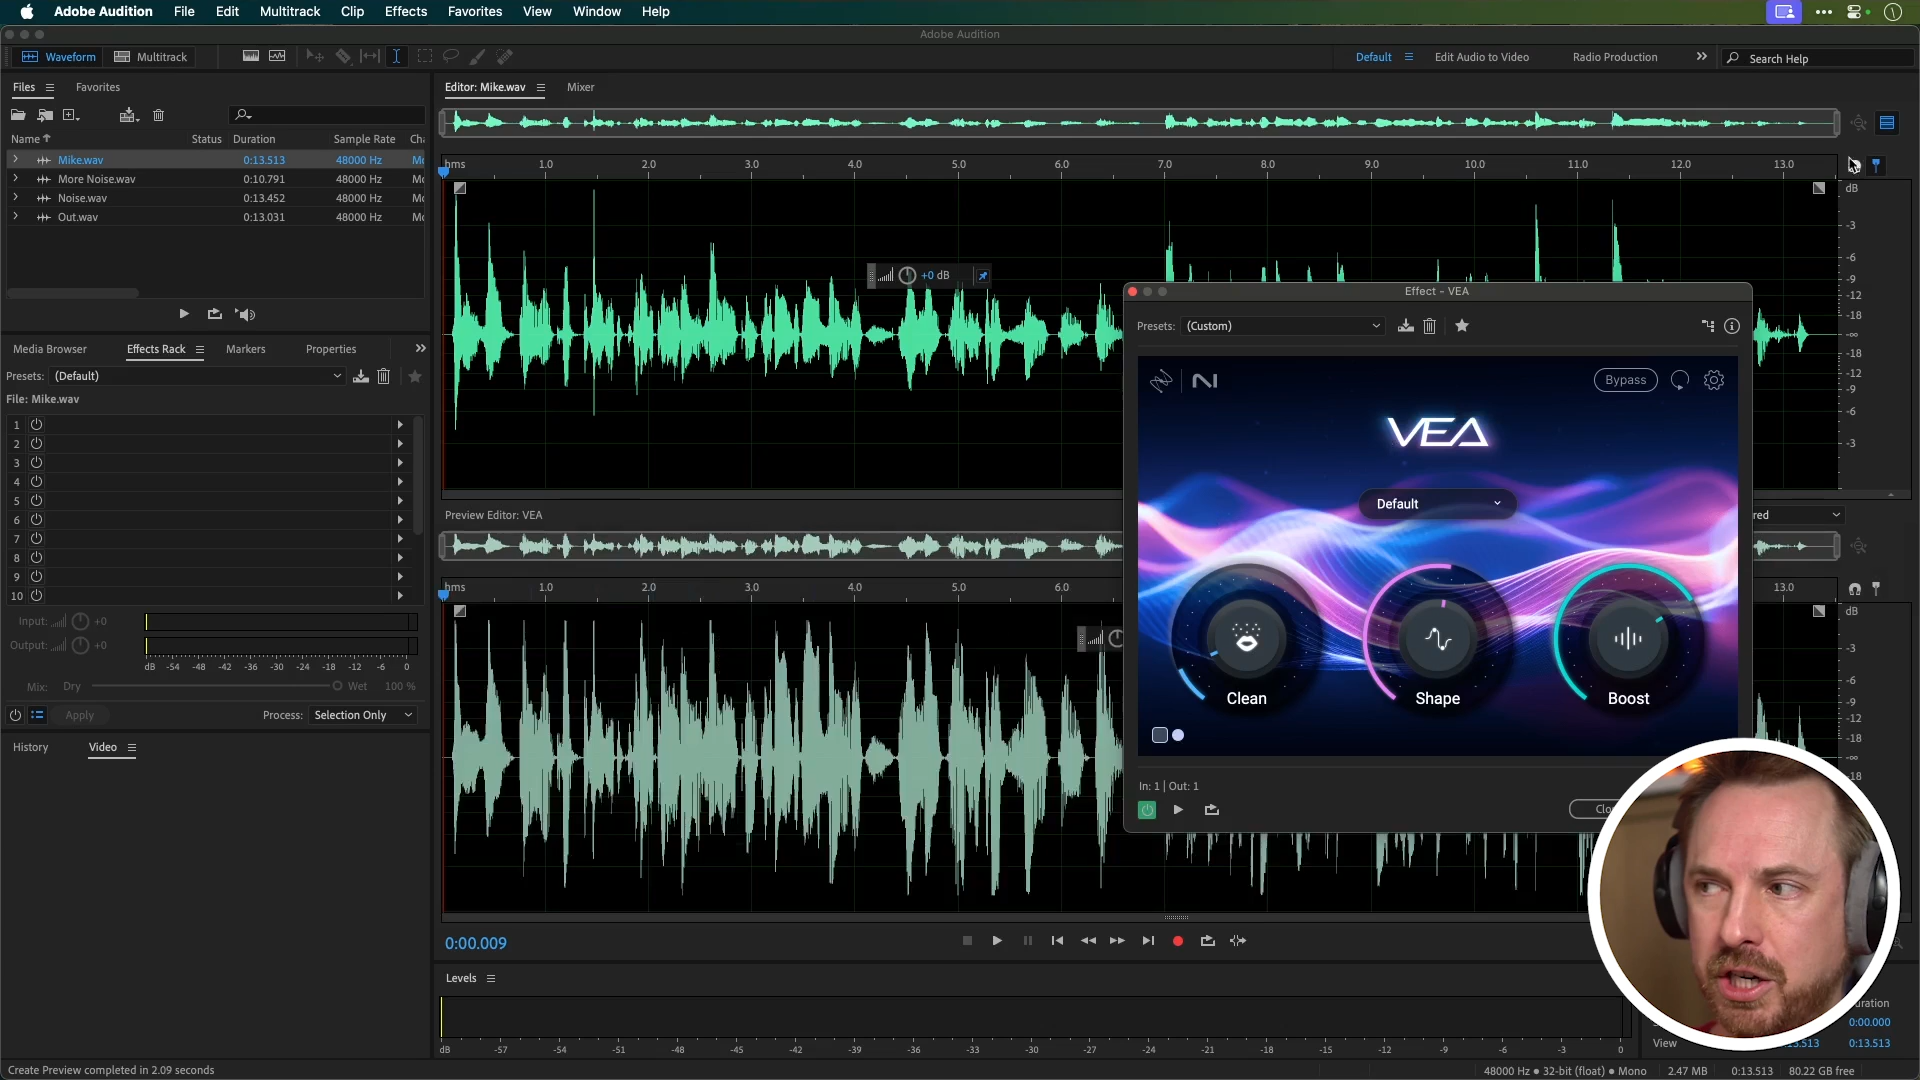 Adobe Audition File Edit Multitrack Clip Effects Favorites View Window Help
Adobe Audition
Waveform Multitrack Default Edit Audio to Video Radio Production Search Help
Files Favorites
Name Status Duration Sample Rate
Mike.wav 0:13.513 48000 Hz
More Noise.wav 0:10.791 48000 Hz
Noise.wav 0:13.452 48000 Hz
Out.wav 0:13.031 48000 Hz
Media Browser Effects Rack Markers Properties
Presets: (Default)
File: Mike.wav
1
2
3
4
5
6
7
8
9
10
Input: +0
Output: +0
dB -54 -48 -42 -36 -30 -24 -18 -12 -6 0
Mix: Dry Wet 100 %
Apply Process: Selection Only
History Video
Editor: Mike.wav Mixer
hms 1.0 2.0 3.0 4.0 5.0 6.0 7.0 8.0 9.0 10.0 11.0 12.0 13.0
dB
-3
-6
-9
-12
-∞
-18
-12
-9
-6
-3
+0 dB
Preview Editor: VEA
hms 1.0 2.0 3.0 4.0 5.0 6.0 13.0
dB
-3
-6
-9
-12
-18
-∞
Effect - VEA
Presets: (Custom)
Bypass
VEA
Default
Clean Shape Boost
In: 1 | Out: 1
0:00.009
Levels
dB -57 -54 -51 -48 -45 -42 -39 -36 -33 -30 -27 -24 -21 -18 -15 -12 -9 -6 -3 0
0:00.000
View 0:13.513
Create Preview completed in 2.09 seconds
48000 Hz • 32-bit (float) • Mono 2.47 MB 0:13.513 80.22 GB free